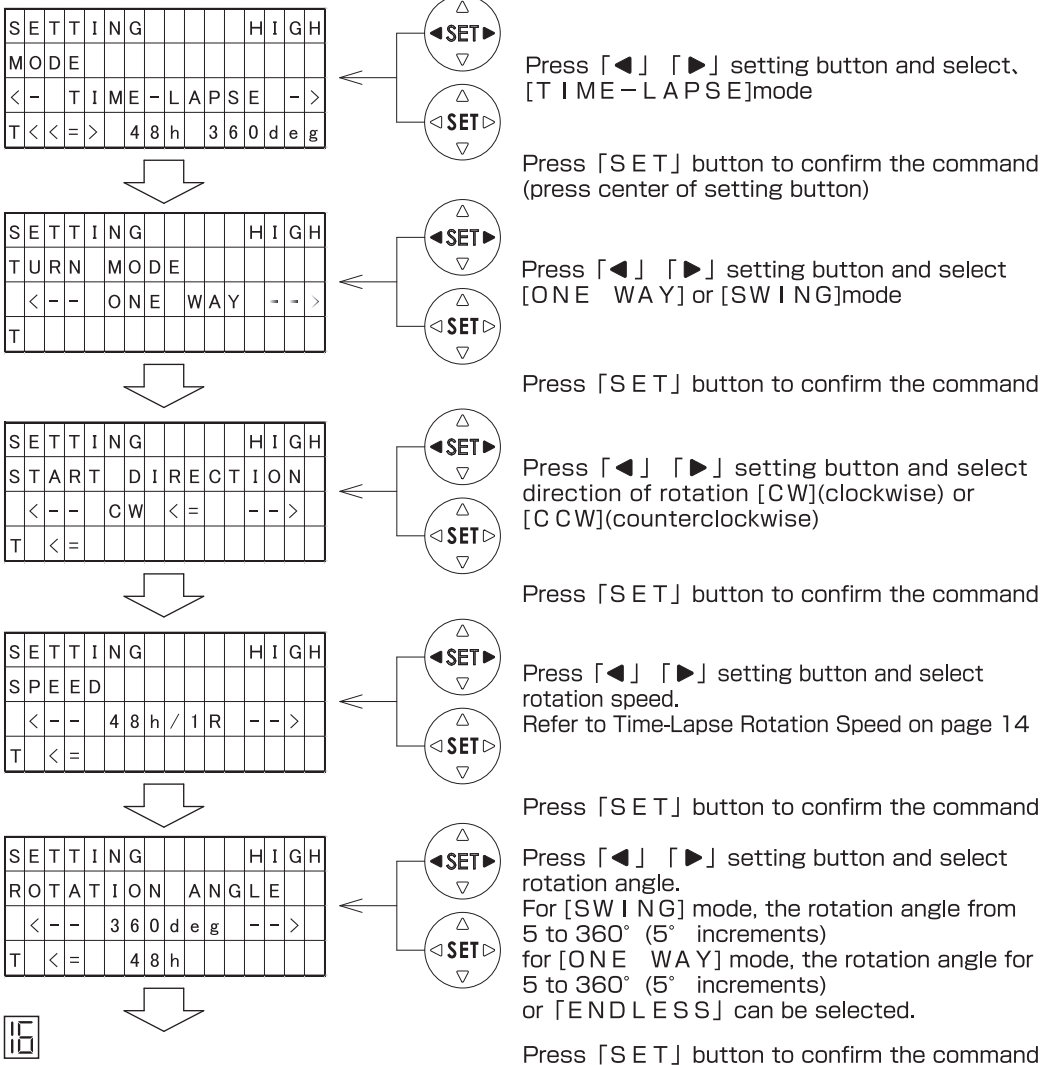 SETTING HIGH
MODE
<- TIME-LAPSE ->
T<<=> 48h 360deg
◀SET▶
◁SET▷
Press 「◀」 「▶」 setting button and select、
[TIME-LAPSE]mode
Press 「SET」 button to confirm the command
(press center of setting button)
SETTING HIGH
TURN MODE
<-- ONE WAY -->
T
◀SET▶
◁SET▷
Press 「◀」 「▶」 setting button and select
[ONE WAY] or [SWING]mode
Press 「SET」 button to confirm the command
SETTING HIGH
START DIRECTION
<-- CW <= -->
T <=
◀SET▶
◁SET▷
Press 「◀」 「▶」 setting button and select
direction of rotation [CW](clockwise) or
[CCW](counterclockwise)
Press 「SET」 button to confirm the command
SETTING HIGH
SPEED
<-- 48h/1R -->
T <=
◀SET▶
◁SET▷
Press 「◀」 「▶」 setting button and select
rotation speed.
Refer to Time-Lapse Rotation Speed on page 14
Press 「SET」 button to confirm the command
SETTING HIGH
ROTATION ANGLE
<-- 360deg -->
T <= 48h
◀SET▶
◁SET▷
Press 「◀」 「▶」 setting button and select
rotation angle.
For [SWING] mode, the rotation angle from
5 to 360° (5° increments)
for [ONE WAY] mode, the rotation angle for
5 to 360° (5° increments)
or 「ENDLESS」 can be selected.
Press 「SET」 button to confirm the command
16